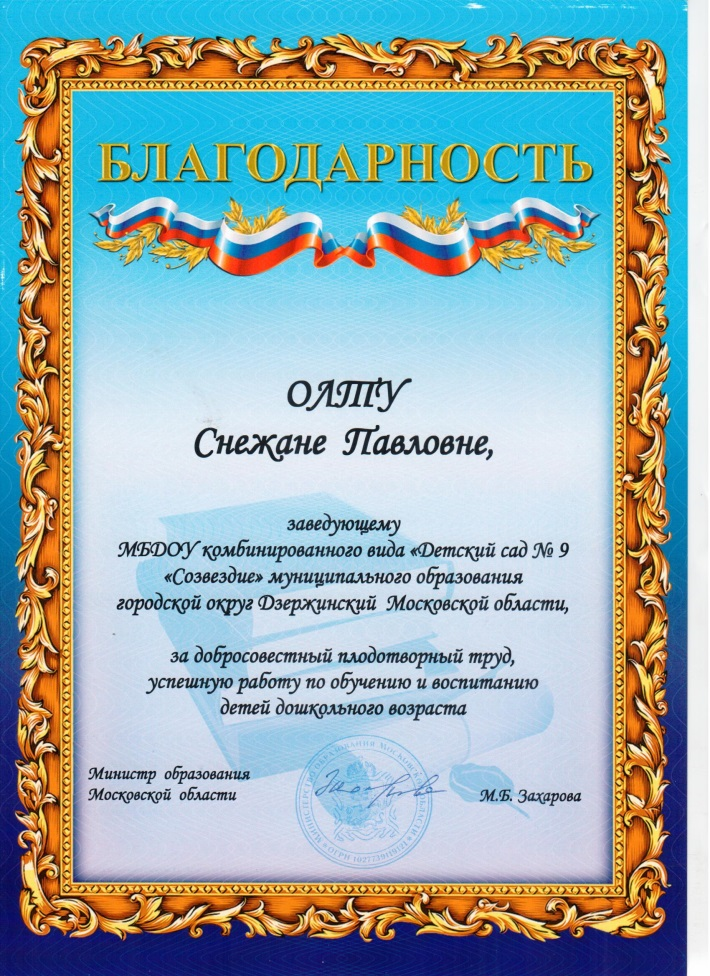 БЛАГОДАРНОСТЬ
ОЛТУ
Снежане Павловне,
заведующему
МБДОУ комбинированного вида «Детский сад № 9
«Созвездие» муниципального образования
городской округ Дзержинский Московской области,
за добросовестный плодотворный труд,
успешную работу по обучению и воспитанию
детей дошкольного возраста
Министр образования
Московской области
М.Б. Захарова